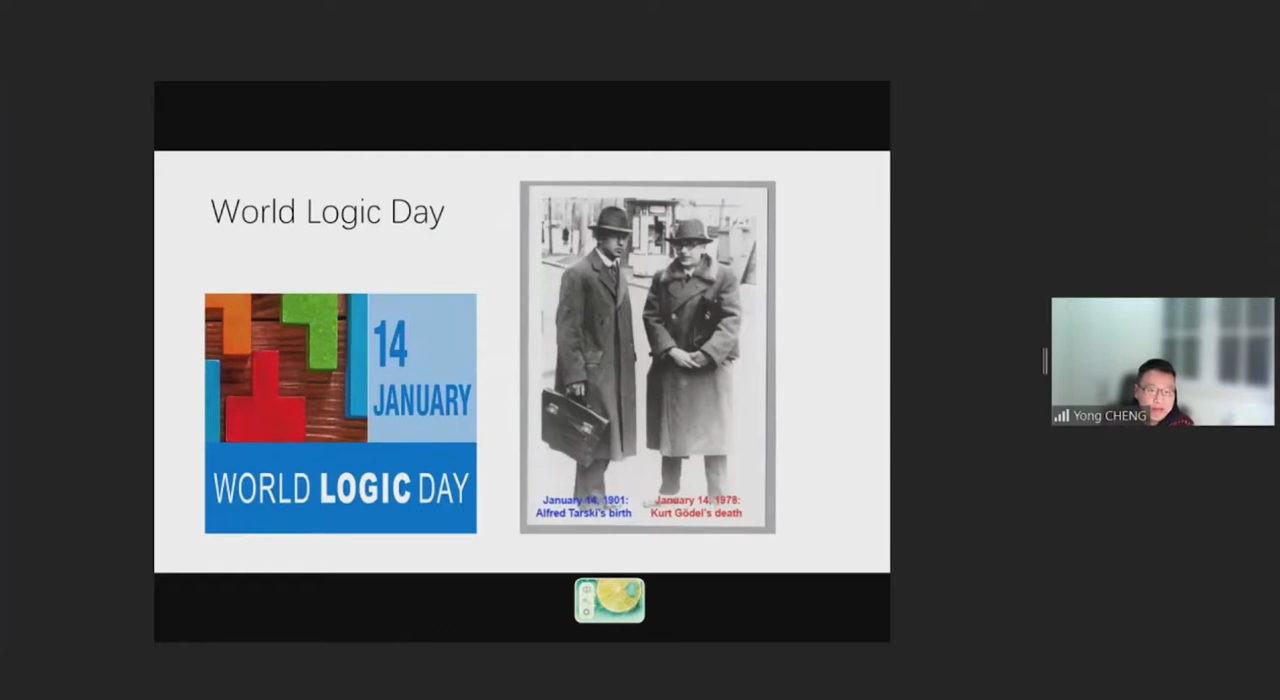 World Logic Day
14
JANUARY
WORLD LOGIC DAY
January 14, 1901:
Alfred Tarski's birth
January 14, 1978:
Kurt Gödel's death
Yong CHENG